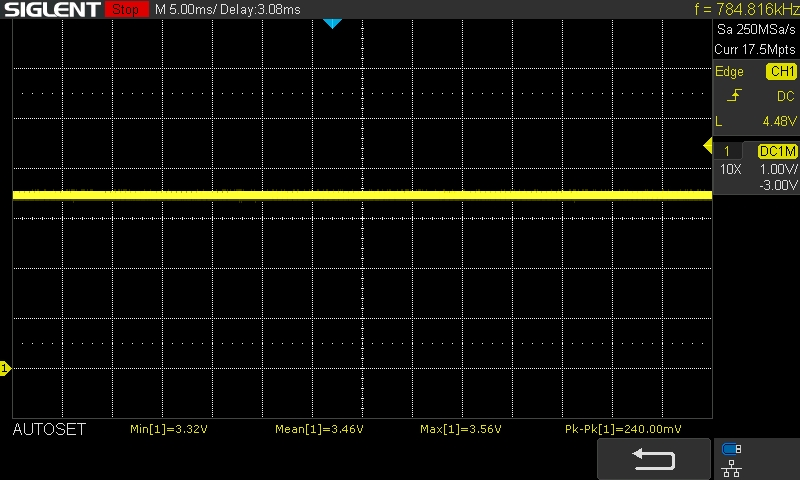 SIGLENT Stop M 5.00ms/ Delay:3.08ms f = 784.816kHz
Sa 250MSa/s
Curr 17.5Mpts
Edge CH1
DC
L 4.48V
1 DC1M
10X 1.00V/
-3.00V
1
AUTOSET Min[1]=3.32V Mean[1]=3.46V Max[1]=3.56V Pk-Pk[1]=240.00mV